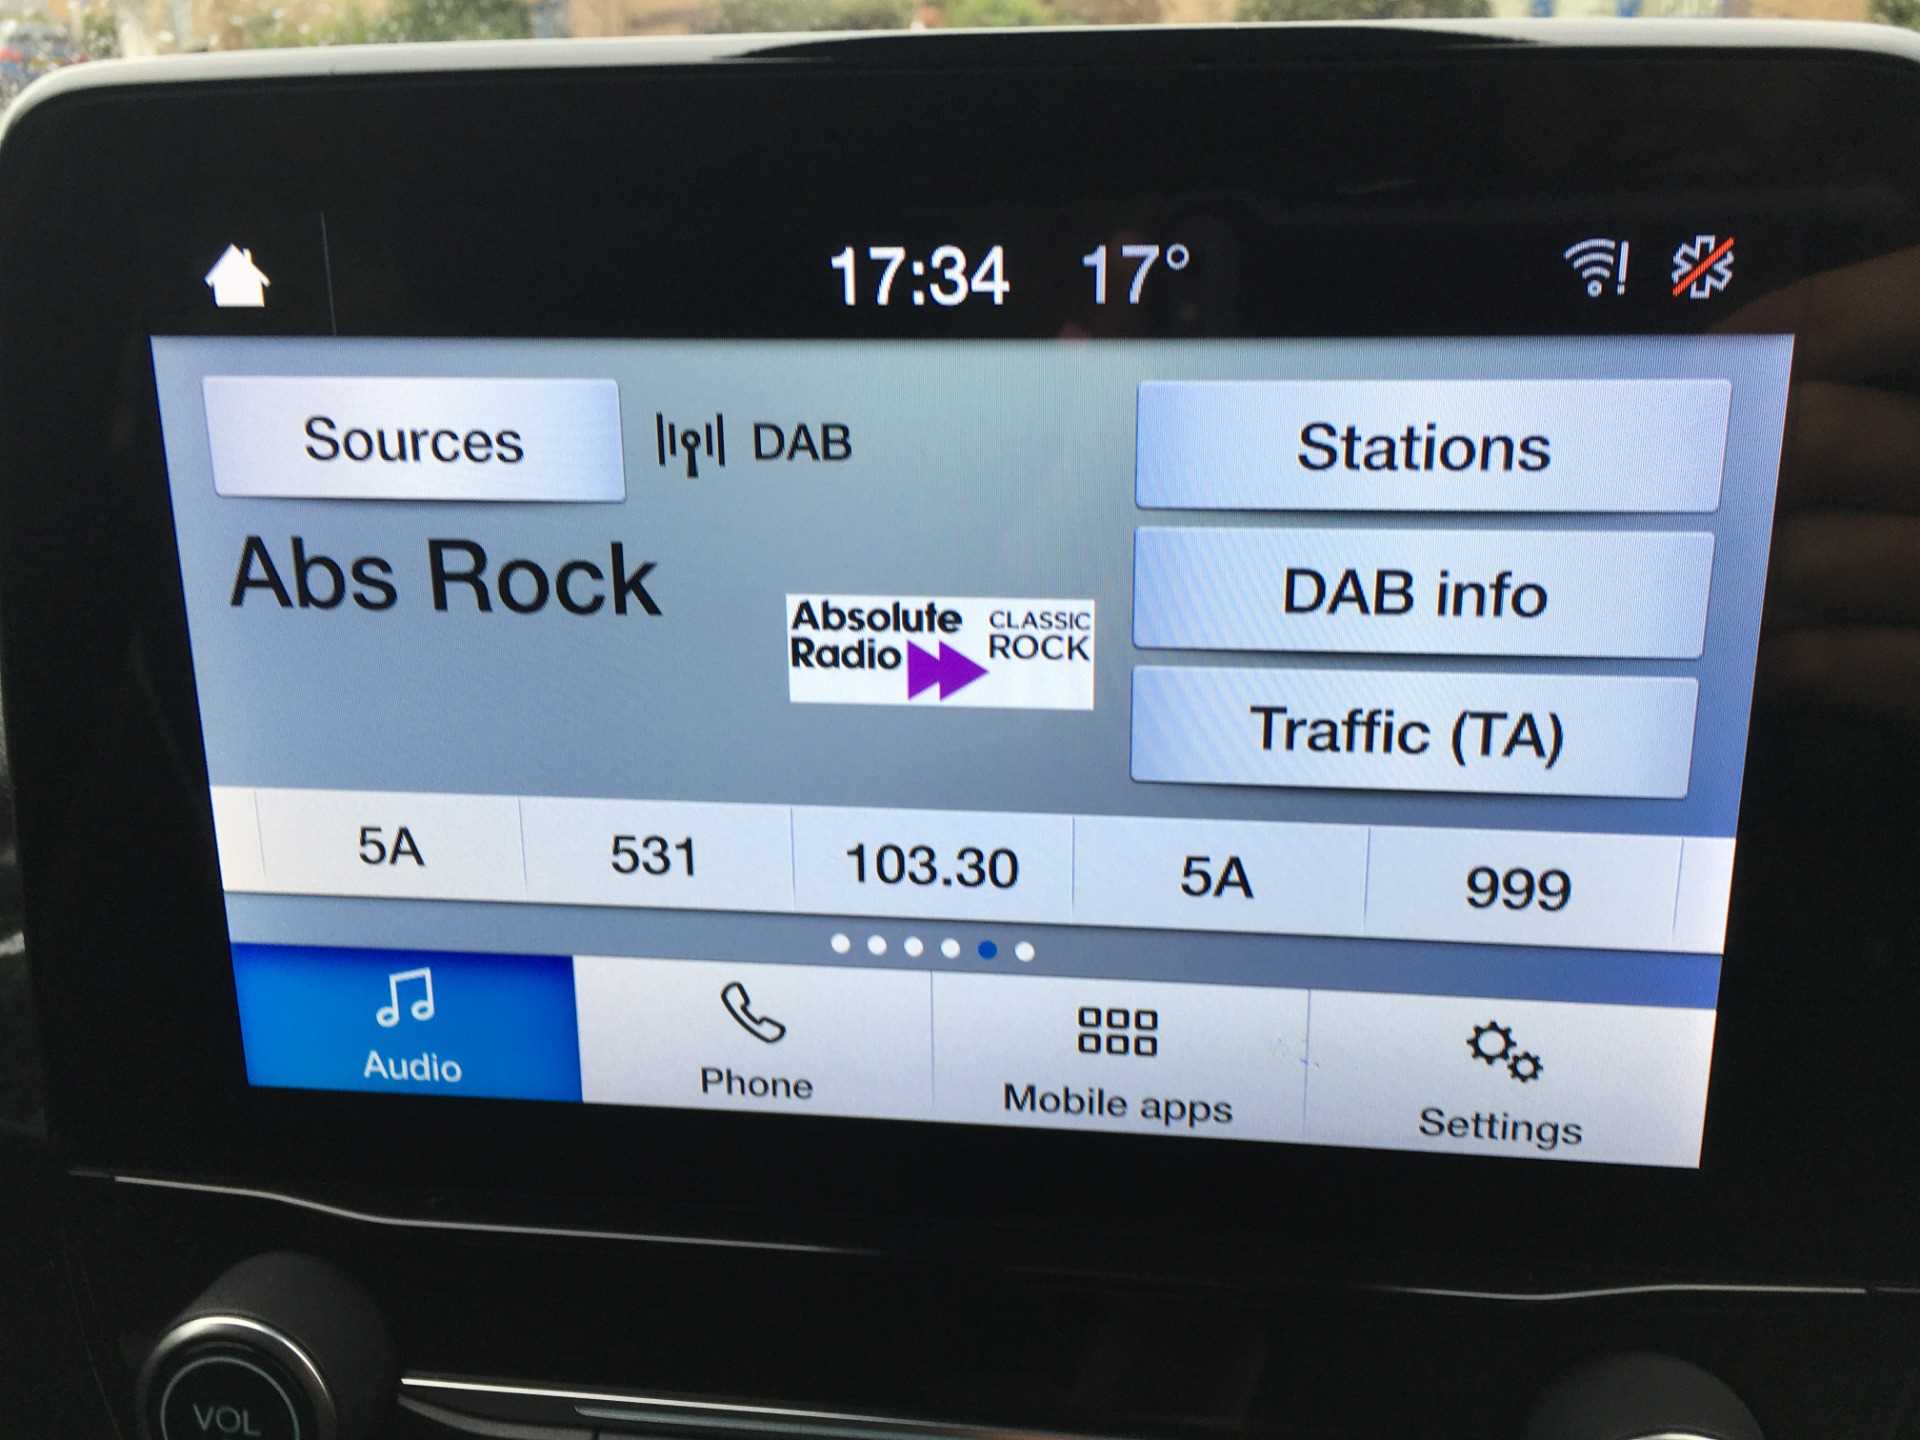 17:34 17°
Sources DAB Stations
Abs Rock
Absolute
Radio
CLASSIC
ROCK
DAB info
Traffic (TA)
5A 531 103.30 5A 999
Audio Phone Mobile apps Settings
VOL